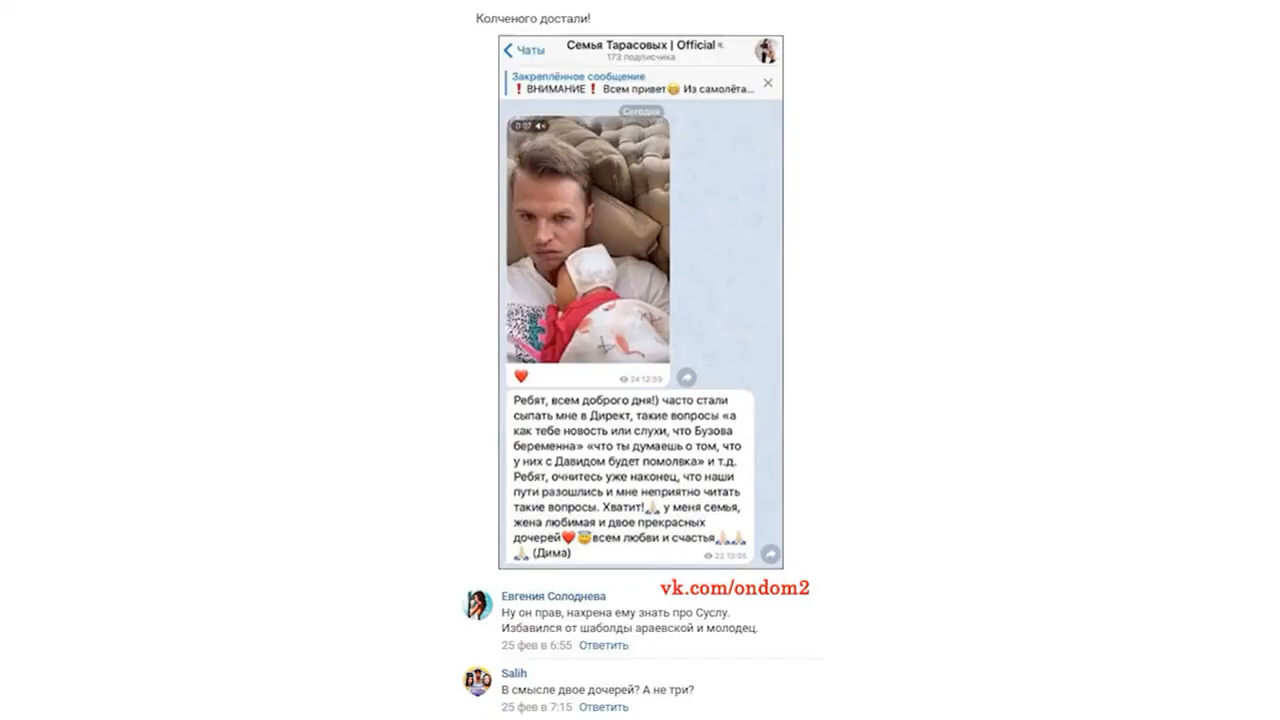 Колченого достали!
Чаты
Семья Тарасовых | Official
173 подписчика
Закреплённое сообщение
❗ ВНИМАНИЕ ❗ Всем привет😁 Из самолёта...
Сегодня
0:07
❤️
24 12:59
Ребят, всем доброго дня!) часто стали
сыпать мне в Директ, такие вопросы «а
как тебе новость или слухи, что Бузова
беременна» «что ты думаешь о том, что
у них с Давидом будет помолвка» и т.д.
Ребят, очнитесь уже наконец, что наши
пути разошлись и мне неприятно читать
такие вопросы. Хватит!🙏🏻 у меня семья,
жена любимая и двое прекрасных
дочерей❤️😇всем любви и счастья🙏🏻🙏🏻
🙏🏻 (Дима)
22 13:05
vk.com/ondom2
Евгения Солоднева
Ну он прав, нахрена ему знать про Суслу.
Избавился от шаболды араевской и молодец.
25 фев в 6:55 Ответить
Salih
В смысле двое дочерей? А не три?
25 фев в 7:15 Ответить